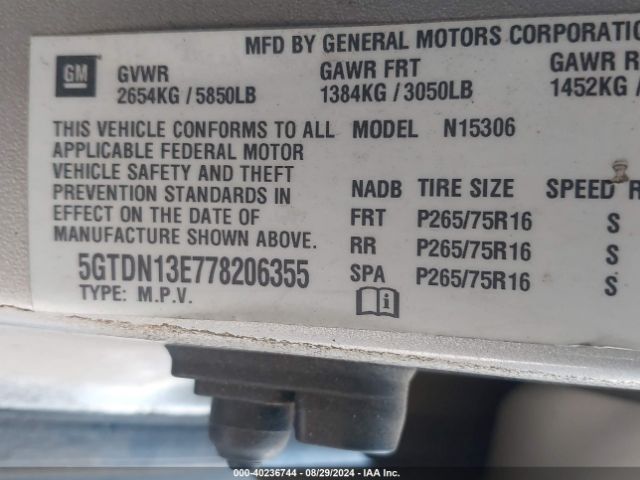 MFD BY GENERAL MOTORS CORPORATION
GM
GVWR GAWR FRT GAWR R
2654KG / 5850LB 1384KG / 3050LB 1452KG /
THIS VEHICLE CONFORMS TO ALL MODEL N15306
APPLICABLE FEDERAL MOTOR
VEHICLE SAFETY AND THEFT
PREVENTION STANDARDS IN
EFFECT ON THE DATE OF
MANUFACTURE SHOWN ABOVE.
NADB TIRE SIZE SPEED R
FRT P265/75R16 S
RR P265/75R16 S
SPA P265/75R16 S
5GTDN13E778206355
TYPE: M.P.V.
i
000-40236744 - 08/29/2024 - IAA Inc.